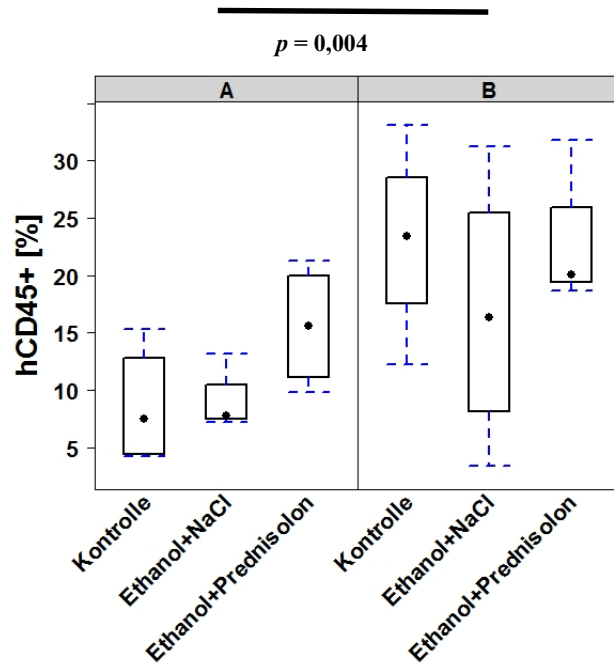 p = 0,004
A B
hCD45+ [%]
30
25
20
15
10
5
Kontrolle Ethanol+NaCl Ethanol+Prednisolon Kontrolle Ethanol+NaCl Ethanol+Prednisolon